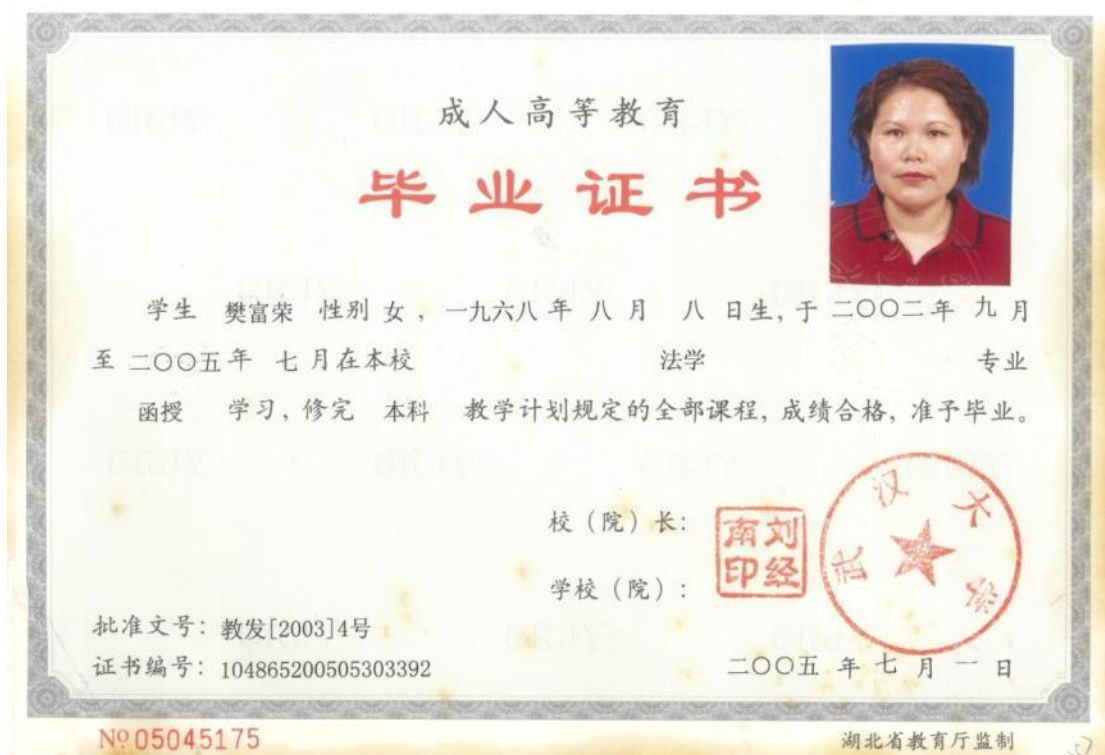 成人高等教育
毕业证书
学生 樊富荣 性别 女，一九六八年 八 月 八 日生，于 二〇〇二年 九 月
至 二〇〇五年 七 月在本校 法学 专业
函授 学习，修完 本科 教学计划规定的全部课程，成绩合格，准予毕业。
校（院）长：
刘经南印
武汉大学
学校（院）：
批准文号：教发[2003]4号
证书编号：104865200505303392
二〇〇五 年 七 月 一 日
№ 05045175
湖北省教育厅监制